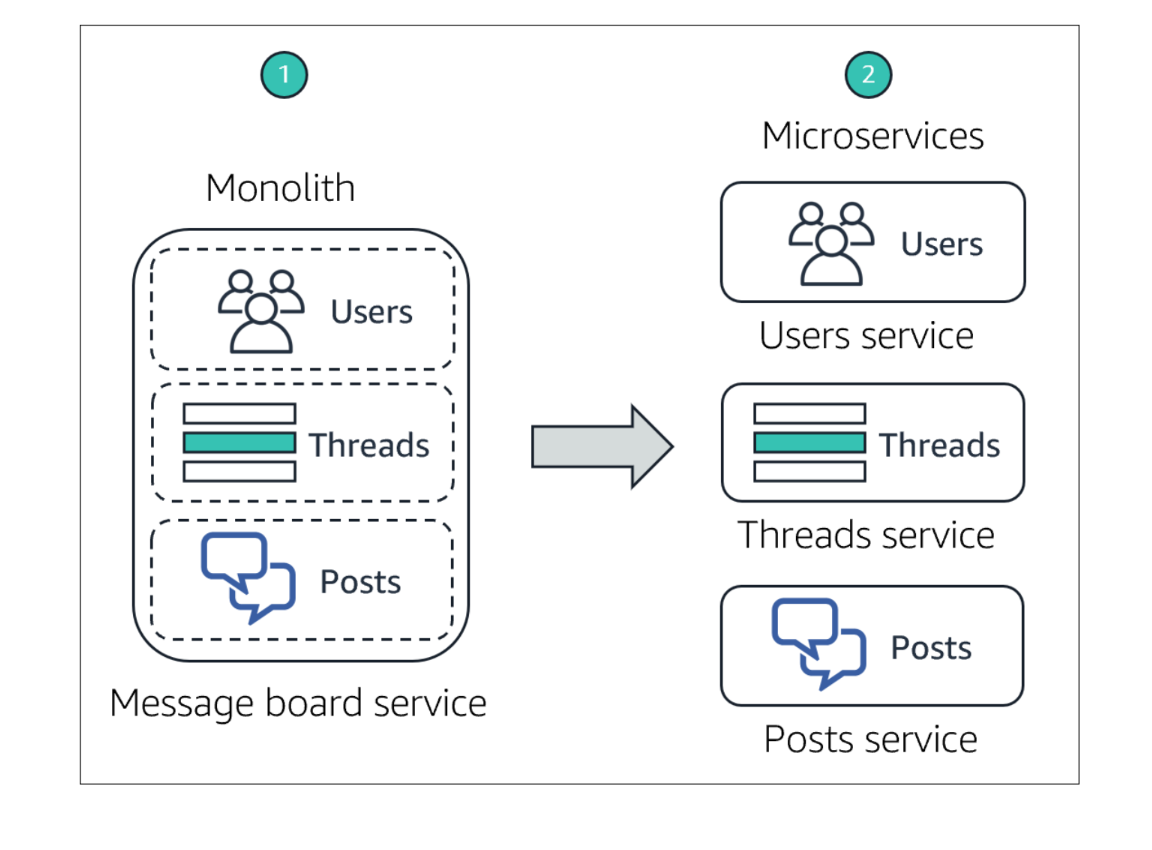 1
Monolith
Users
Threads
Posts
Message board service
2
Microservices
Users
Users service
Threads
Threads service
Posts
Posts service